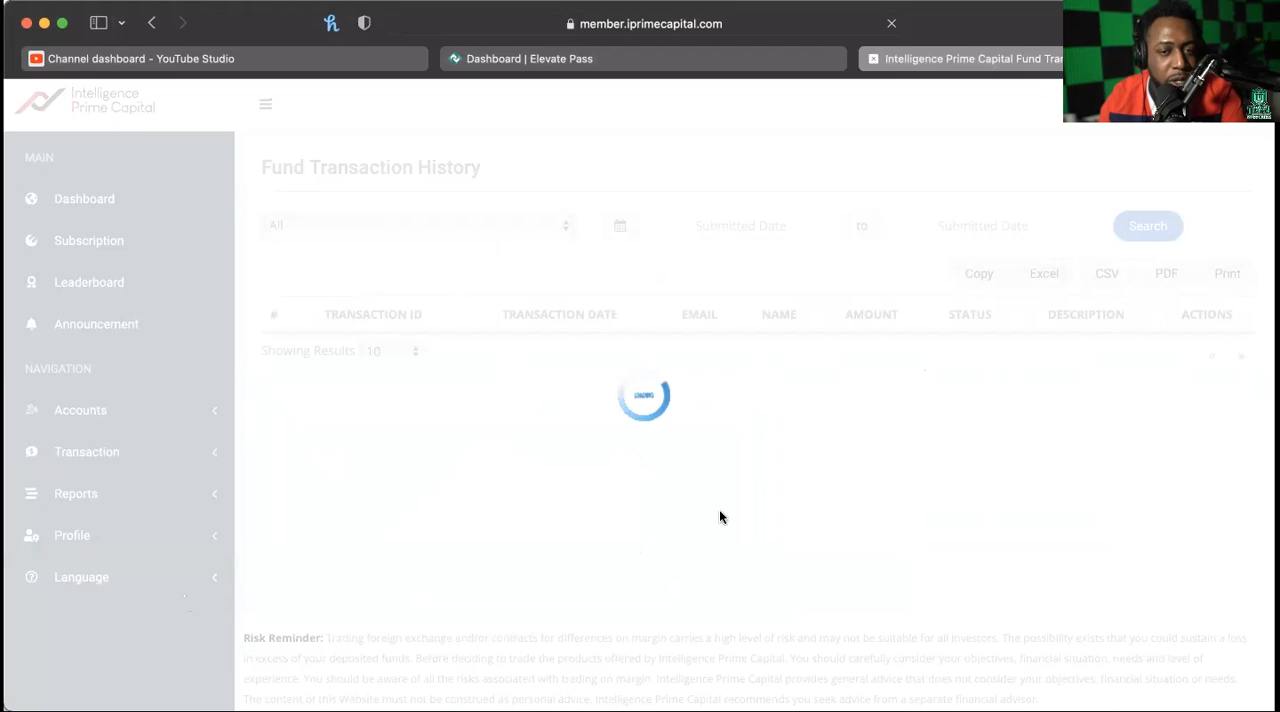 member.iprimecapital.com
Channel dashboard - YouTube Studio
Dashboard | Elevate Pass
Intelligence Prime Capital Fund Tra
Intelligence
Prime Capital
MAIN
Dashboard
Subscription
Leaderboard
Announcement
NAVIGATION
Accounts
Transaction
Reports
Profile
Language
Fund Transaction History
All
Submitted Date
to
Submitted Date
Search
Copy
Excel
CSV
PDF
Print
# TRANSACTION ID TRANSACTION DATE EMAIL NAME AMOUNT STATUS DESCRIPTION ACTIONS
Showing Results 10
« »
LOADING
Risk Reminder: Trading foreign exchange and/or contracts for differences on margin carries a high level of risk and may not be suitable for all investors. The possibility exists that you could sustain a loss
in excess of your deposited funds. Before deciding to trade the products offered by Intelligence Prime Capital. You should carefully consider your objectives, financial situation, needs and level of
experience. You should be aware of all the risks associated with trading on margin. Intelligence Prime Capital provides general advice that does not consider your objectives, financial situation or needs.
The content of this Website must not be construed as personal advice. Intelligence Prime Capital recommends you seek advice from a separate financial advisor.